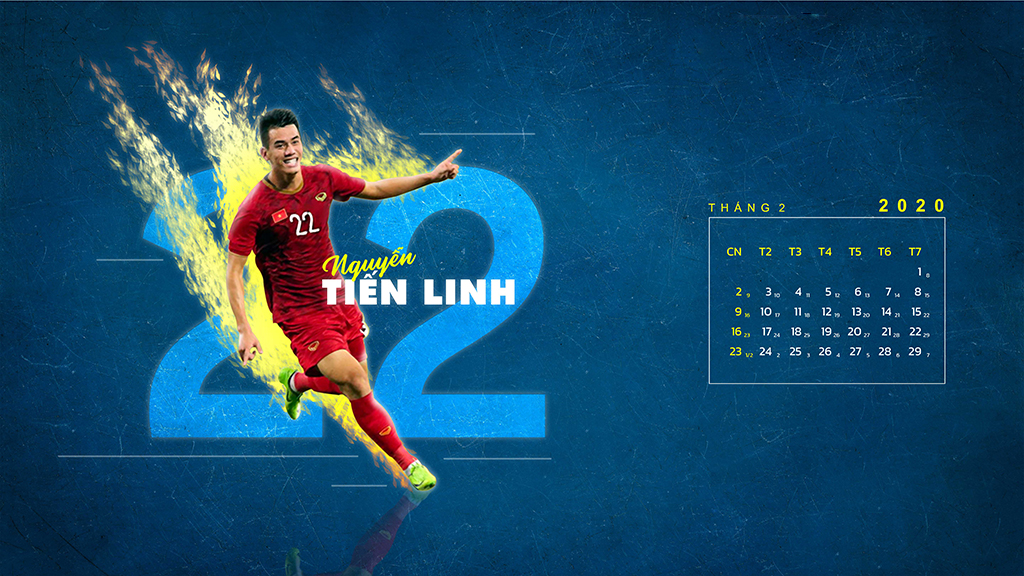 22
22
Nguyễn
TIẾN LINH
THÁNG 2 2020
CN T2 T3 T4 T5 T6 T7
1 8
2 9 3 10 4 11 5 12 6 13 7 14 8 15
9 16 10 17 11 18 12 19 13 20 14 21 15 22
16 23 17 24 18 25 19 26 20 27 21 28 22 29
23 1/2 24 2 25 3 26 4 27 5 28 6 29 7